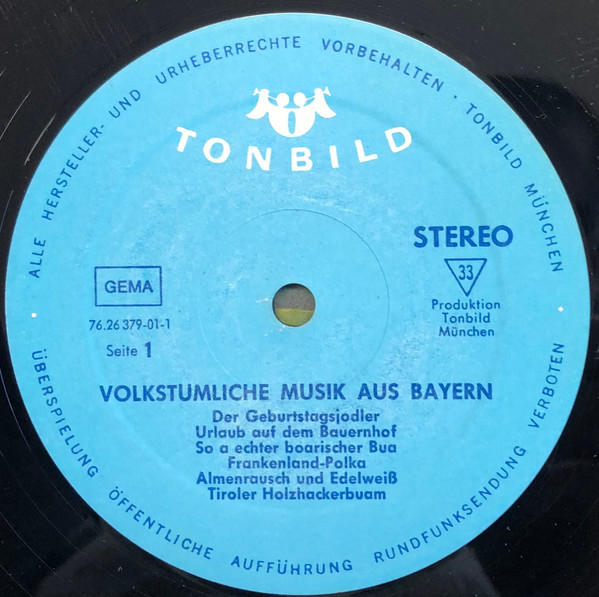 ALLE HERSTELLER- UND URHEBERRECHTE VORBEHALTEN · TONBILD MÜNCHEN ·
TONBILD
STEREO
GEMA
33
76.26 379-01-1
Produktion
Tonbild
München
Seite 1
VOLKSTUMLICHE MUSIK AUS BAYERN
Der Geburtstagsjodler
Urlaub auf dem Bauernhof
So a echter boarischer Bua
Frankenland-Polka
Almenrausch und Edelweiß
Tiroler Holzhackerbuam
ÜBERSPIELUNG ÖFFENTLICHE AUFFÜHRUNG RUNDFUNKSENDUNG VERBOTEN ·